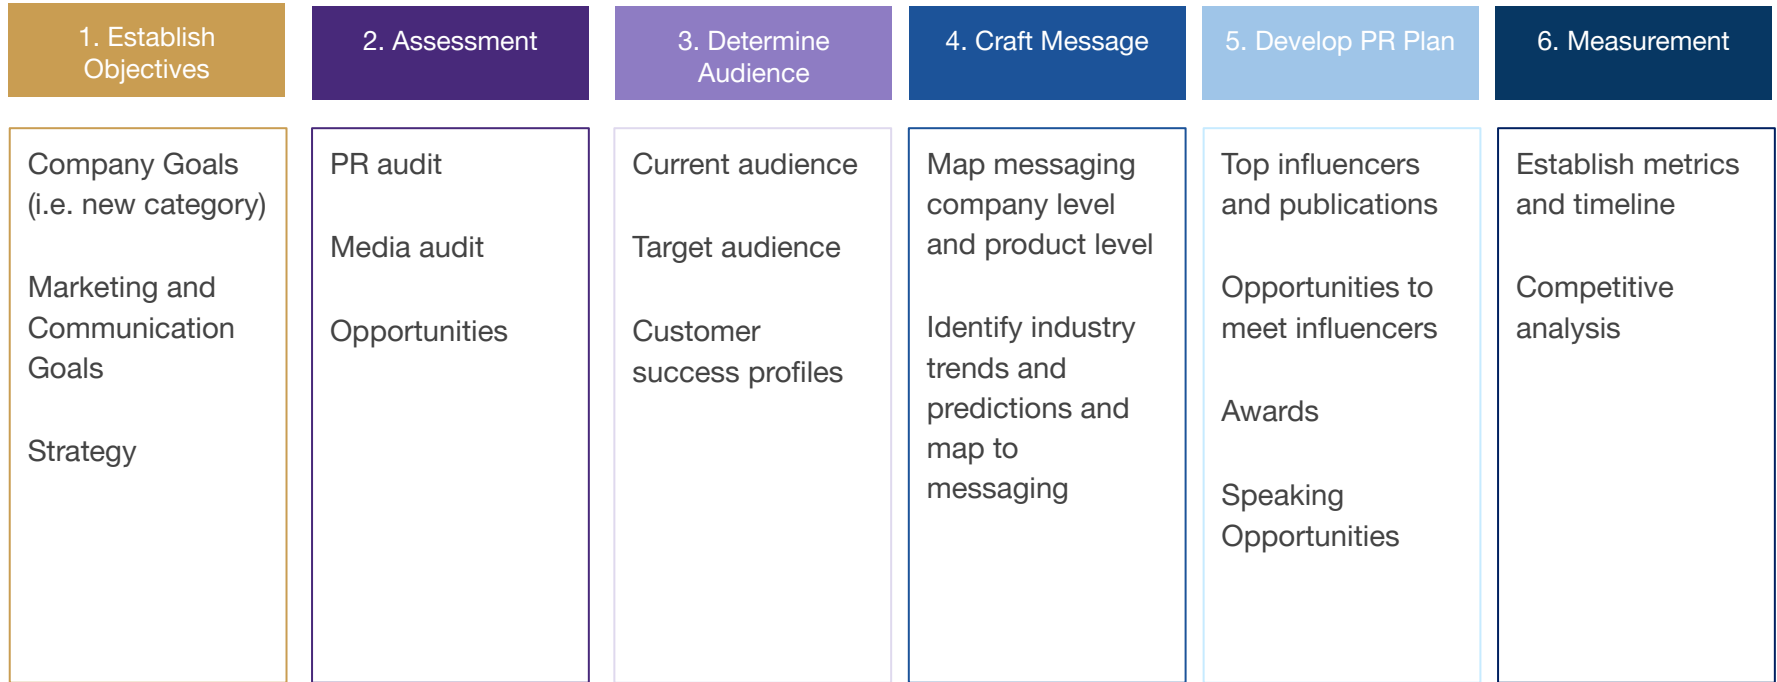 1. Establish
Objectives
2. Assessment
3. Determine
Audience
4. Craft Message
5. Develop PR Plan
6. Measurement
Company Goals
(i.e. new category)
Marketing and
Communication
Goals
Strategy
PR audit
Media audit
Opportunities
Current audience
Target audience
Customer
success profiles
Map messaging
company level
and product level
Identify industry
trends and
predictions and
map to
messaging
Top influencers
and publications
Opportunities to
meet influencers
Awards
Speaking
Opportunities
Establish metrics
and timeline
Competitive
analysis